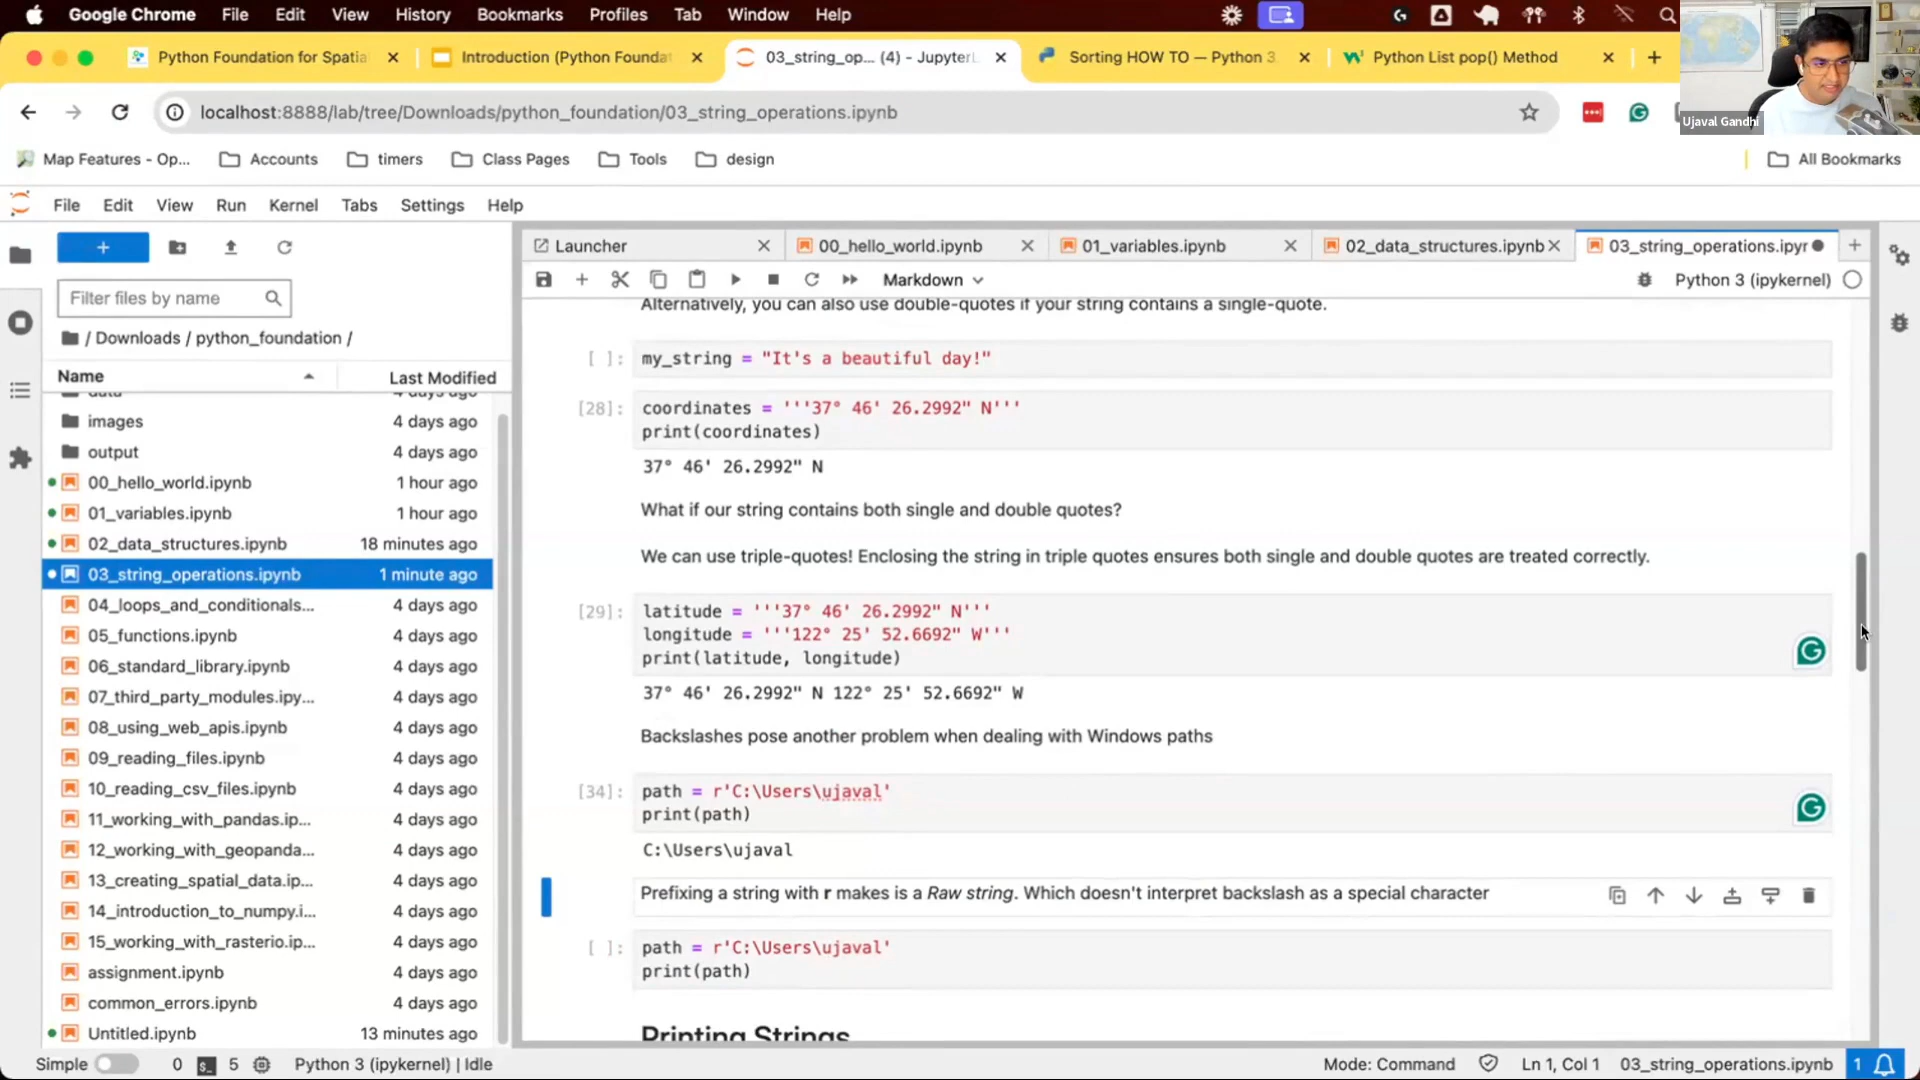 Google Chrome File Edit View History Bookmarks Profiles Tab Window Help
Python Foundation for Spatia
Introduction (Python Founda
03_string_op... (4) - JupyterL
Sorting HOW TO — Python 3
Python List pop() Method
localhost:8888/lab/tree/Downloads/python_foundation/03_string_operations.ipynb
Ujaval Gandhi
Map Features - Op... Accounts timers Class Pages Tools design All Bookmarks
File Edit View Run Kernel Tabs Settings Help
Launcher 00_hello_world.ipynb 01_variables.ipynb 02_data_structures.ipynb 03_string_operations.ipyr
Markdown Python 3 (ipykernel)
Filter files by name
/ Downloads / python_foundation /
Name Last Modified
data 4 days ago
images 4 days ago
output 4 days ago
00_hello_world.ipynb 1 hour ago
01_variables.ipynb 1 hour ago
02_data_structures.ipynb 18 minutes ago
03_string_operations.ipynb 1 minute ago
04_loops_and_conditionals... 4 days ago
05_functions.ipynb 4 days ago
06_standard_library.ipynb 4 days ago
07_third_party_modules.ipy... 4 days ago
08_using_web_apis.ipynb 4 days ago
09_reading_files.ipynb 4 days ago
10_reading_csv_files.ipynb 4 days ago
11_working_with_pandas.ip... 4 days ago
12_working_with_geopanda... 4 days ago
13_creating_spatial_data.ip... 4 days ago
14_introduction_to_numpy.i... 4 days ago
15_working_with_rasterio.ip... 4 days ago
assignment.ipynb 4 days ago
common_errors.ipynb 4 days ago
Untitled.ipynb 13 minutes ago
Alternatively, you can also use double-quotes if your string contains a single-quote.
[ ]: my_string = "It's a beautiful day!"
[28]: coordinates = '''37° 46' 26.2992" N'''
print(coordinates)
37° 46' 26.2992" N
What if our string contains both single and double quotes?
We can use triple-quotes! Enclosing the string in triple quotes ensures both single and double quotes are treated correctly.
[29]: latitude = '''37° 46' 26.2992" N'''
longitude = '''122° 25' 52.6692" W'''
print(latitude, longitude)
37° 46' 26.2992" N 122° 25' 52.6692" W
Backslashes pose another problem when dealing with Windows paths
[34]: path = r'C:\Users\ujaval'
print(path)
C:\Users\ujaval
Prefixing a string with r makes is a Raw string. Which doesn't interpret backslash as a special character
[ ]: path = r'C:\Users\ujaval'
print(path)
Printing Strings
Simple 0 5 Python 3 (ipykernel) | Idle Mode: Command Ln 1, Col 1 03_string_operations.ipynb 1